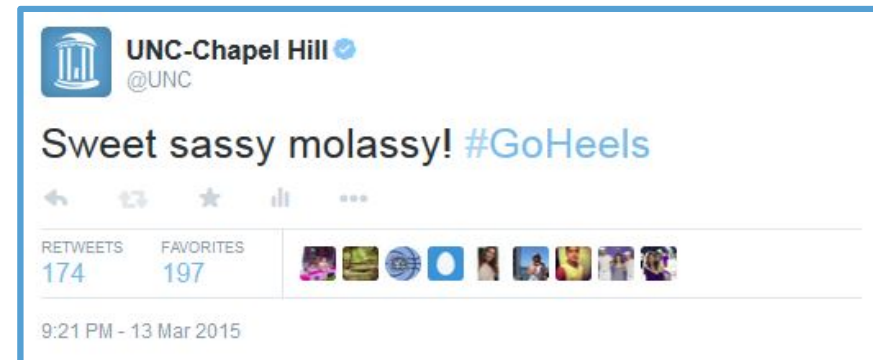 UNC-Chapel Hill
@UNC
Sweet sassy molassy! #GoHeels
RETWEETS FAVORITES
174 197
9:21 PM - 13 Mar 2015